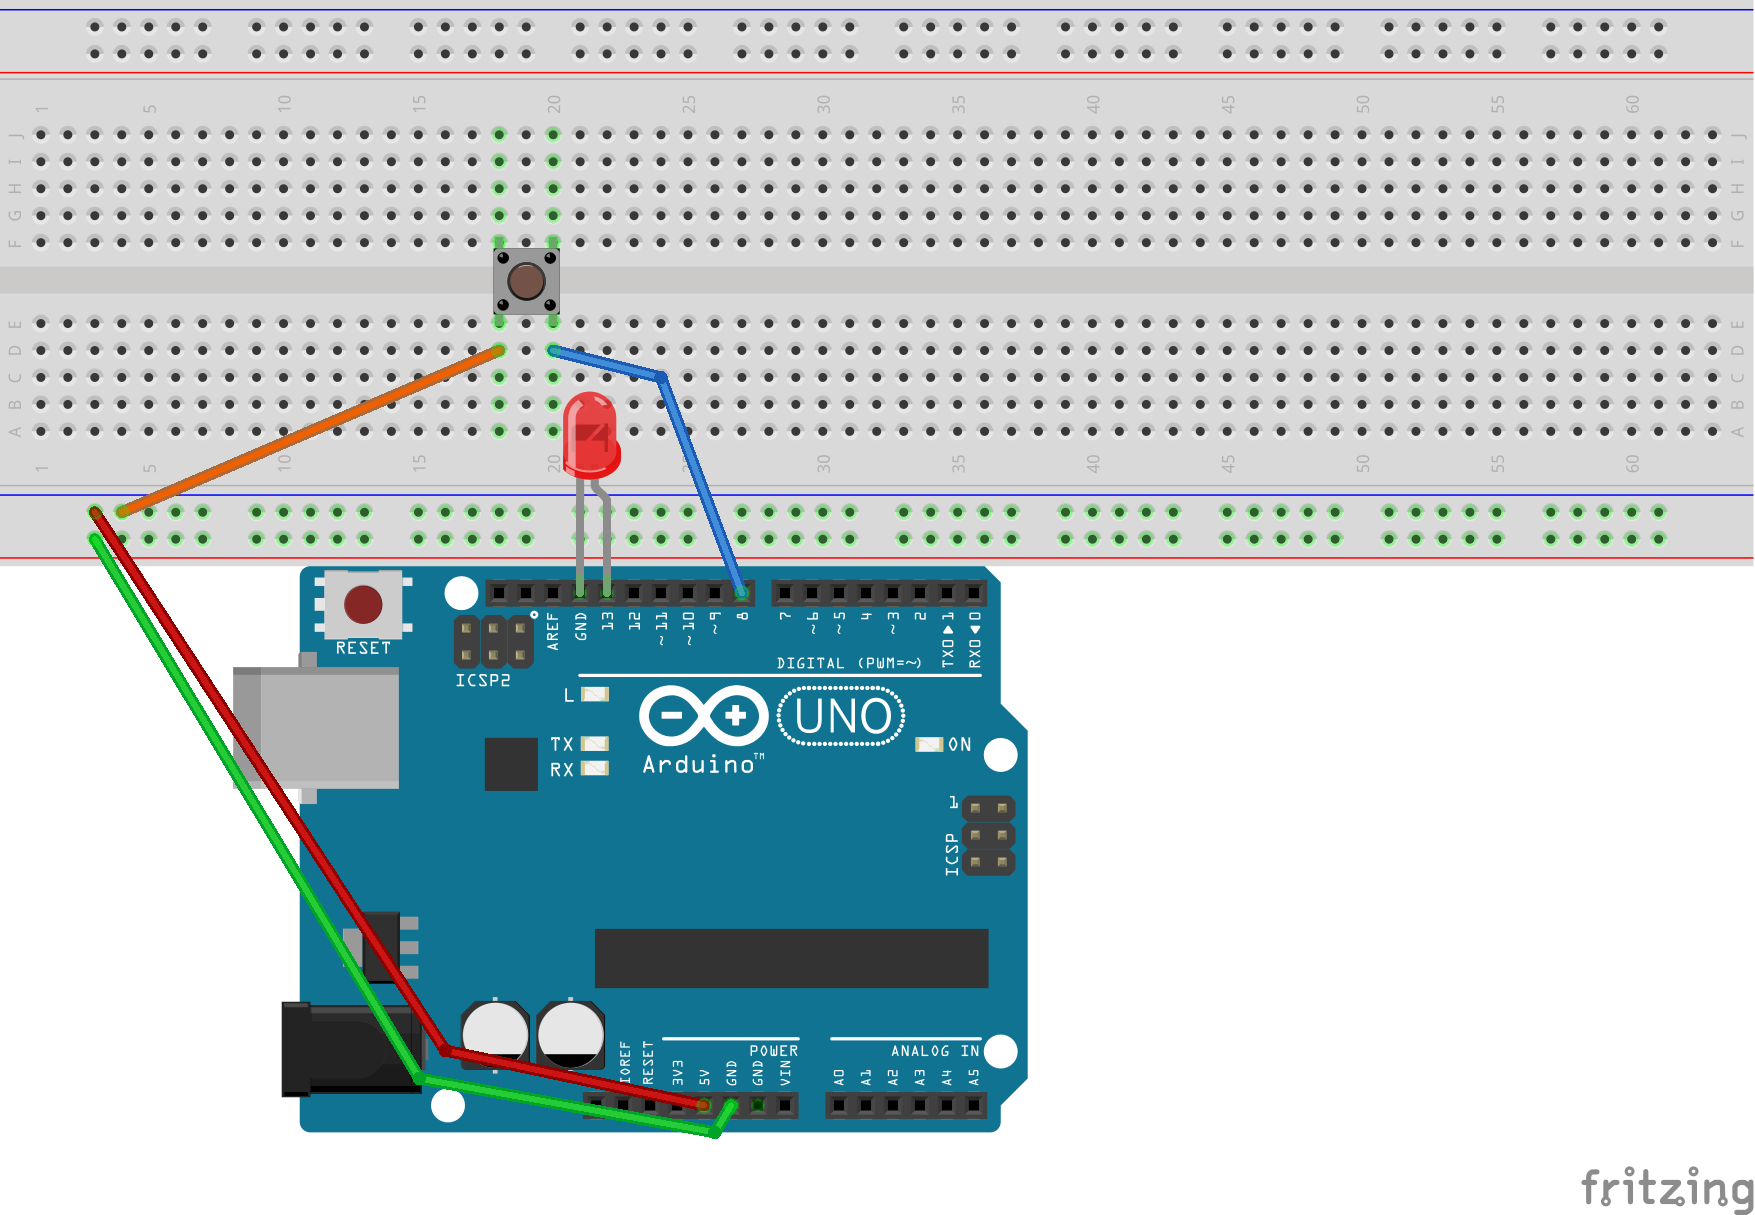 1 5 10 15 20 25 30 35 40 45 50 55 60
J J
I I
H H
G G
F F
E E
D D
C C
B B
A A
1 5 10 15 20 30 35 40 45 50 55 60
RESET
ICSP2
AREF GND 13 12 ~11 ~10 ~9 8 7 ~6 ~5 4 ~3 2 TX0▶1 RX0◀0
DIGITAL (PWM=~)
L
TX
RX
UNO
Arduino™
ON
1
ICSP
POWER
ANALOG IN
IOREF RESET 3V3 5V GND GND VIN A0 A1 A2 A3 A4 A5
fritzing